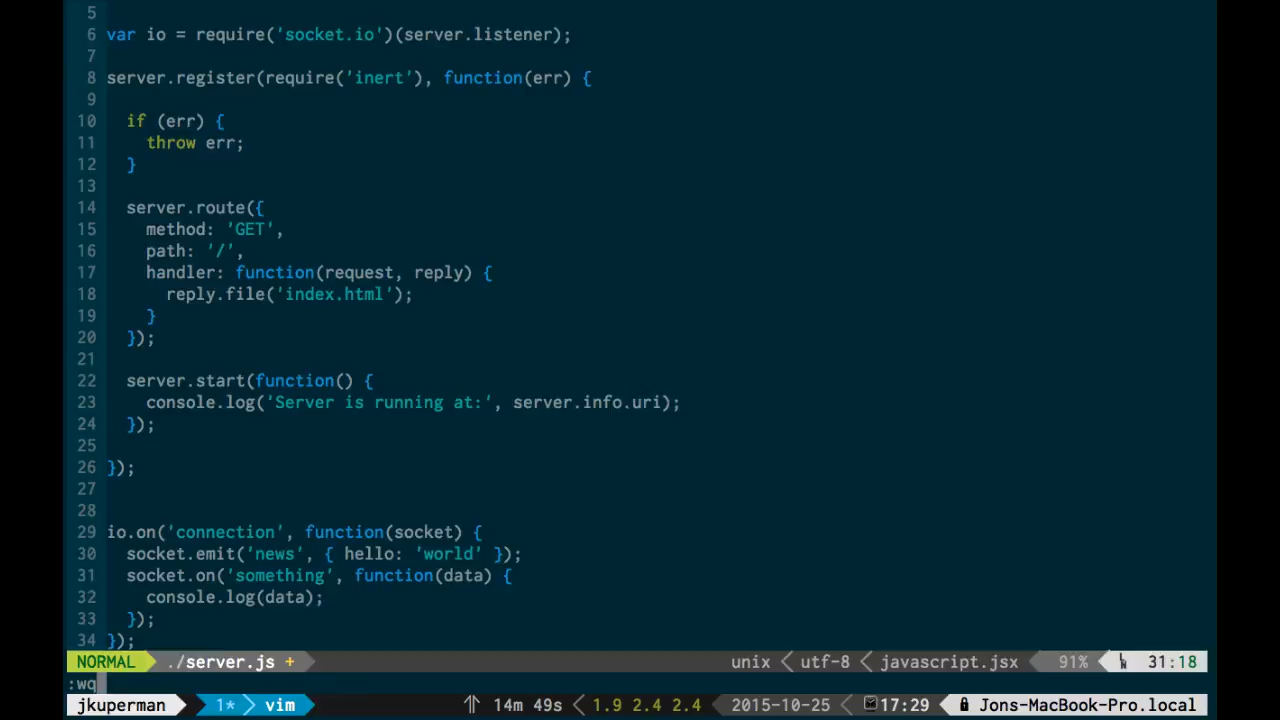 5
6 var io = require('socket.io')(server.listener);
7
8 server.register(require('inert'), function(err) {
9
10   if (err) {
11     throw err;
12   }
13
14   server.route({
15     method: 'GET',
16     path: '/',
17     handler: function(request, reply) {
18       reply.file('index.html');
19     }
20   });
21
22   server.start(function() {
23     console.log('Server is running at:', server.info.uri);
24   });
25
26 });
27
28
29 io.on('connection', function(socket) {
30   socket.emit('news', { hello: 'world' });
31   socket.on('something', function(data) {
32     console.log(data);
33   });
34 });
NORMAL ./server.js + unix utf-8 javascript.jsx 91% 31:18
:wq
jkuperman 1* vim 14m 49s 1.9 2.4 2.4 2015-10-25 17:29 Jons-MacBook-Pro.local